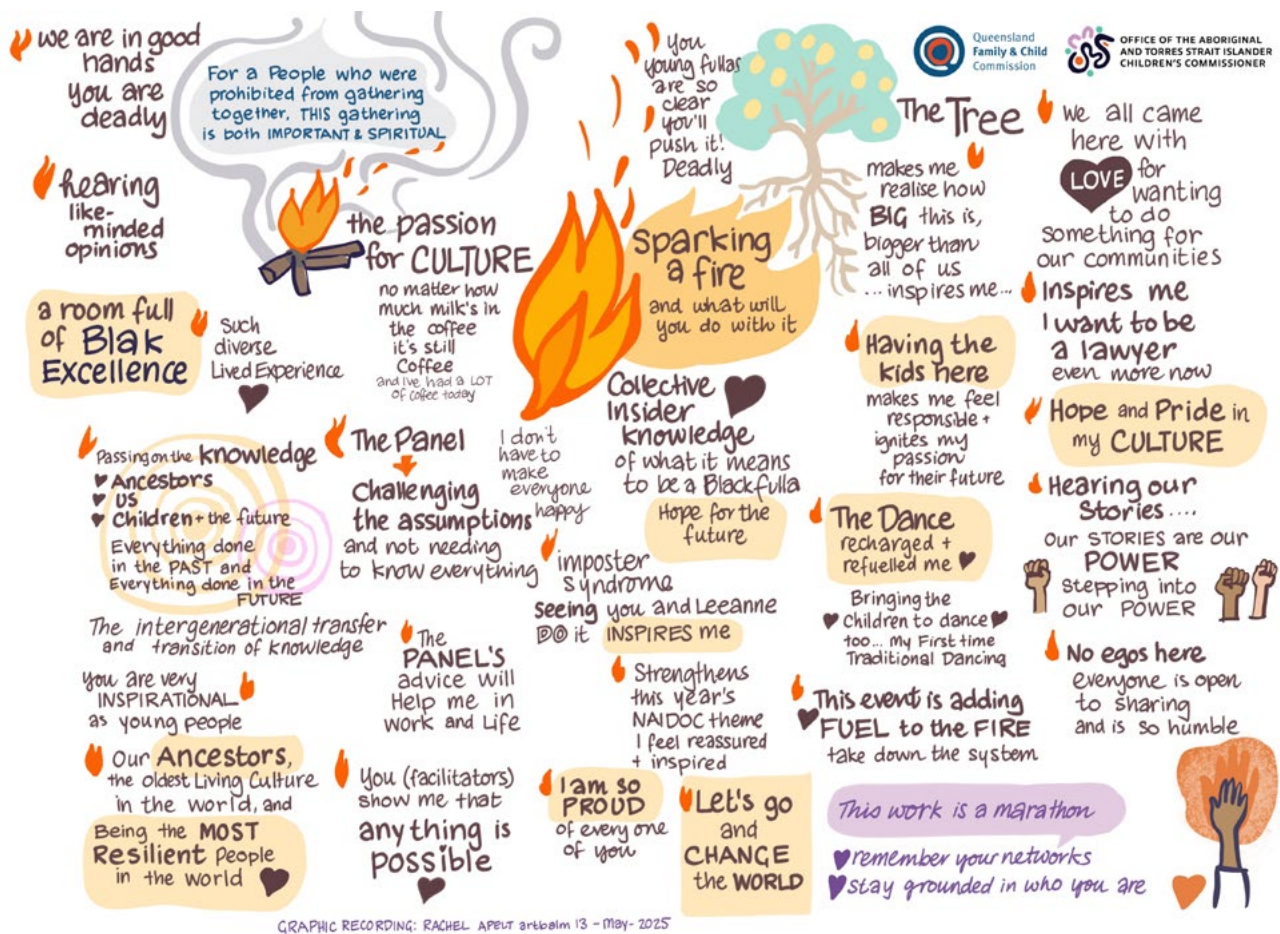 we are in good
hands
you are
deadly
For a People who were
prohibited from gathering
together, THIS gathering
is both IMPORTANT & SPIRITUAL
You
young fullas
are so
clear
you'll
push it!
Deadly
Queensland
Family & Child
Commission
OFFICE OF THE ABORIGINAL
AND TORRES STRAIT ISLANDER
CHILDREN'S COMMISSIONER
hearing
like-
minded
opinions
the passion
for CULTURE
no matter how
much milk's in
the coffee
it's still
Coffee
and I've had a LOT
of coffee today
sparking
a fire
and what will
you do with it
The Tree
makes me
realise how
BIG this is,
bigger than
all of us
... inspires me...
we all came
here with
LOVE for
wanting
to do
something for
our communities
a room full
of Blak
Excellence
Such
diverse
Lived Experience
Inspires me
I want to be
a lawyer
even more now
Having the
kids here
makes me feel
responsible +
ignites my
passion
for their future
Hope and Pride in
my CULTURE
Passing on the knowledge
Ancestors
us
Children + the future
Everything done
in the PAST and
Everything done in the
FUTURE
The intergenerational transfer
and transition of knowledge
The Panel
Challenging
the assumptions
and not needing
to know everything
I don't
have to
make
everyone
happy
Collective
Insider
knowledge
of what it means
to be a Blackfulla
Hope for the
future
The Dance
recharged +
refuelled me
Bringing the
Children to dance
too... My First time
Traditional Dancing
Hearing our
Stories....
our STORIES are our
POWER
stepping into
our POWER
imposter
syndrome
Seeing you and Leeanne
DO it INSPIRES me
The
PANEL'S
advice will
Help me in
work and Life
you are very
INSPIRATIONAL
as young people
Strengthens
this year's
NAIDOC theme
I feel reassured
+ inspired
This event is adding
FUEL to the FIRE
take down the system
No egos here
everyone is open
to sharing
and is so humble
Our Ancestors,
the oldest Living Culture
in the world, and
Being the MOST
Resilient People
in the world
You (facilitators)
show me that
anything is
possible
I am so
PROUD
of every one
of you
Let's go
and
CHANGE
the WORLD
This work is a marathon
remember your networks
stay grounded in who you are
GRAPHIC RECORDING: RACHEL APELT artbalm 13 - May - 2025